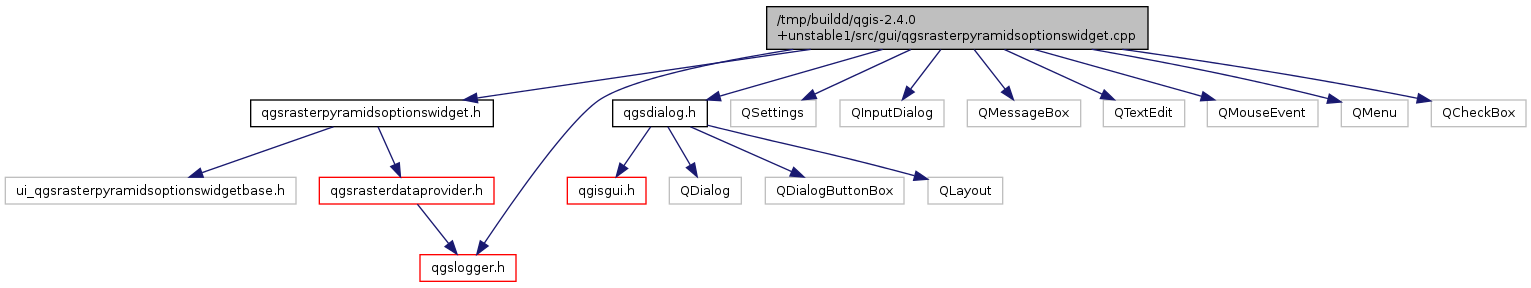 /tmp/buildd/qgis-2.4.0
+unstable1/src/gui/qgsrasterpyramidsoptionswidget.cpp
qgsrasterpyramidsoptionswidget.h
qgsdialog.h
QSettings
QInputDialog
QMessageBox
QTextEdit
QMouseEvent
QMenu
QCheckBox
ui_qgsrasterpyramidsoptionswidgetbase.h
qgsrasterdataprovider.h
qgisgui.h
QDialog
QDialogButtonBox
QLayout
qgslogger.h